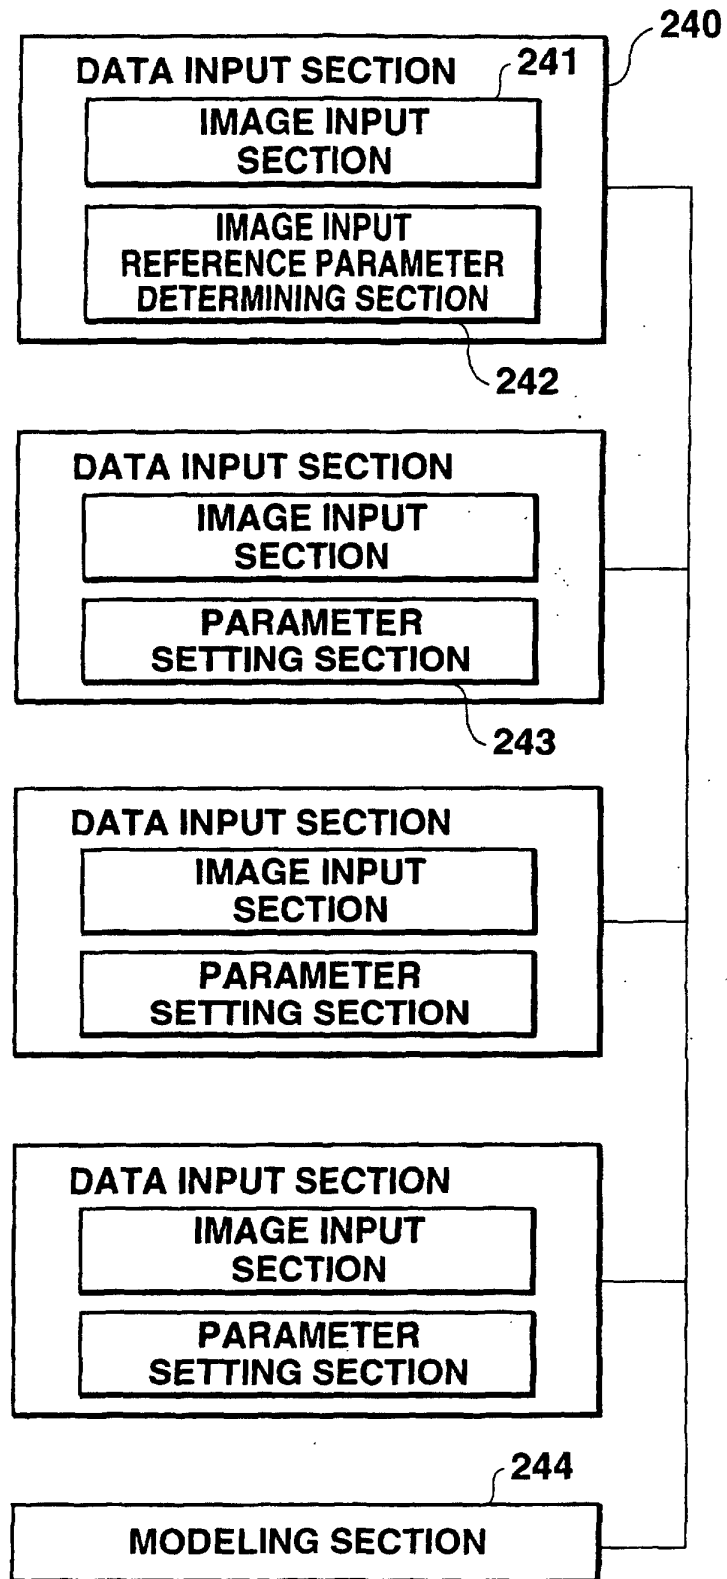 240
DATA INPUT SECTION
241
IMAGE INPUT
SECTION
IMAGE INPUT
REFERENCE PARAMETER
DETERMINING SECTION
242
DATA INPUT SECTION
IMAGE INPUT
SECTION
PARAMETER
SETTING SECTION
243
DATA INPUT SECTION
IMAGE INPUT
SECTION
PARAMETER
SETTING SECTION
DATA INPUT SECTION
IMAGE INPUT
SECTION
PARAMETER
SETTING SECTION
244
MODELING SECTION